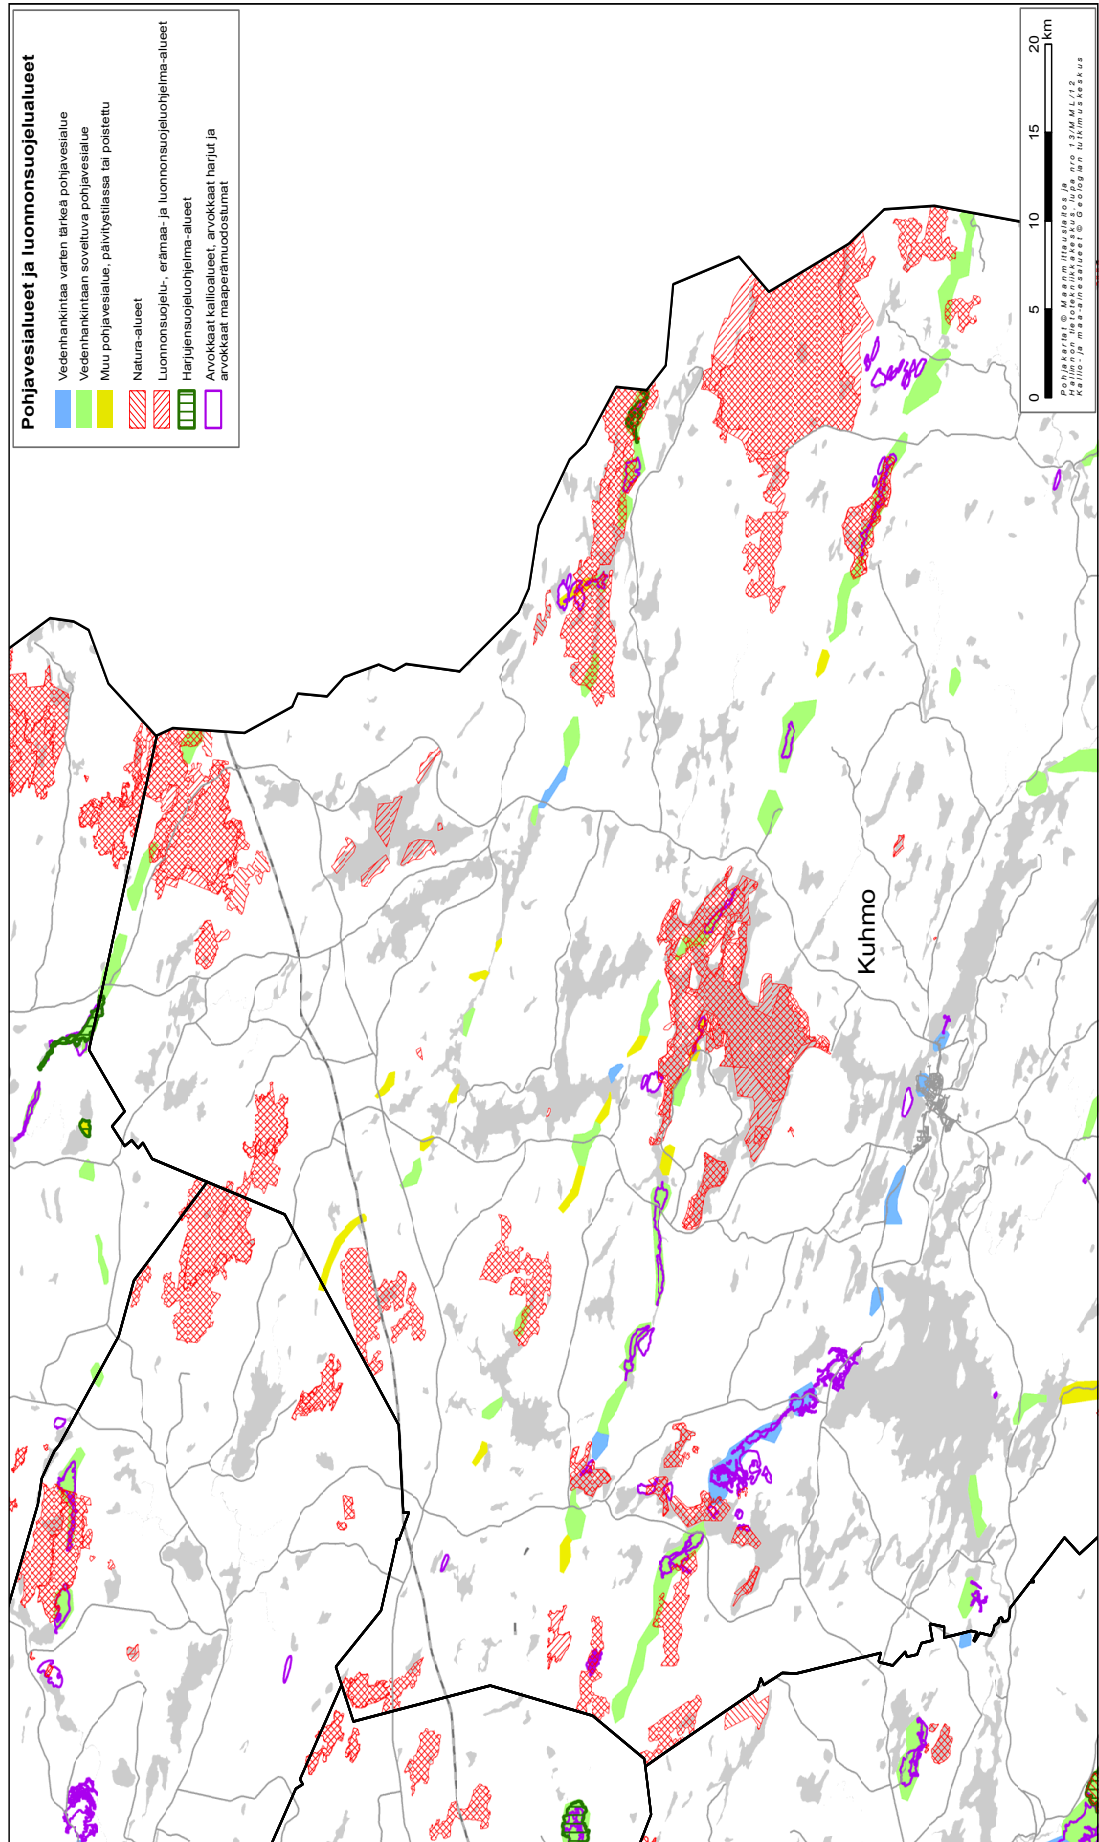 Pohjavesialueet ja luonnonsuojelualueet
Vedenhankintaa varten tärkeä pohjavesialue
Vedenhankintaan soveltuva pohjavesialue
Muu pohjavesialue, päivitystilassa tai poistettu
Natura-alueet
Luonnonsuojelu-, erämaa- ja luonnonsuojeluohjelma-alueet
Harjujensuojeluohjelma-alueet
Arvokkaat kallioalueet, arvokkaat harjut ja
arvokkaat maaperämuodostumat
Kuhmo
0 5 10 15 20
km
Pohjakartat © Maanmittauslaitos ja
Hallinnon tietotekniikkakeskus, lupa nro 13/MML/12
Kallio- ja maa-ainesalueet © Geologian tutkimuskeskus